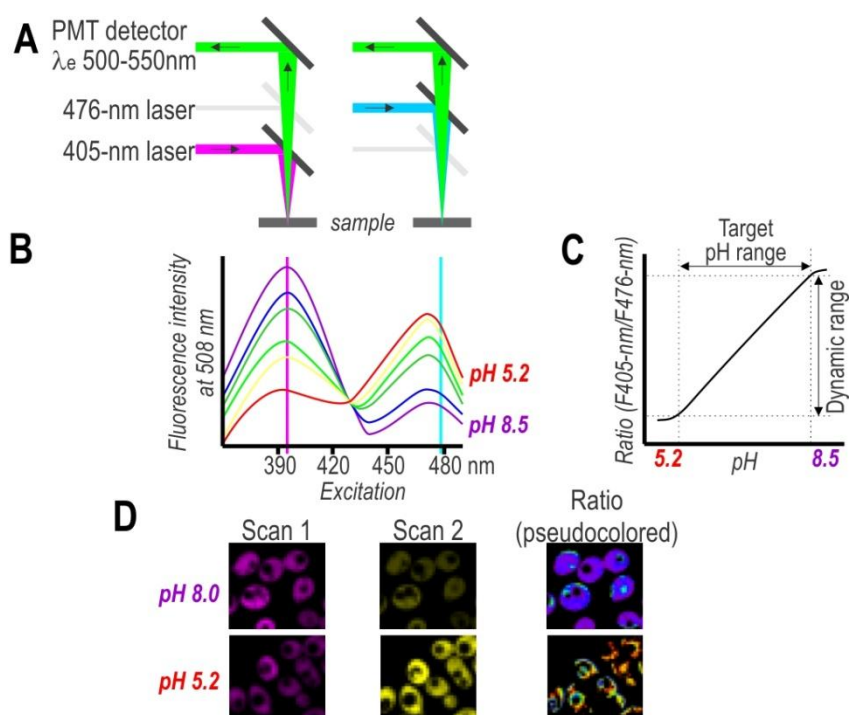 A
PMT detector
λe 500-550nm
476-nm laser
405-nm laser
sample
B
Fluorescence intensity
at 508 nm
pH 5.2
pH 8.5
390
420
450
480 nm
Excitation
C
Target
pH range
Ratio (F405-nm/F476-nm)
Dynamic range
5.2
pH
8.5
D
Scan 1
Scan 2
Ratio
(pseudocolored)
pH 8.0
pH 5.2